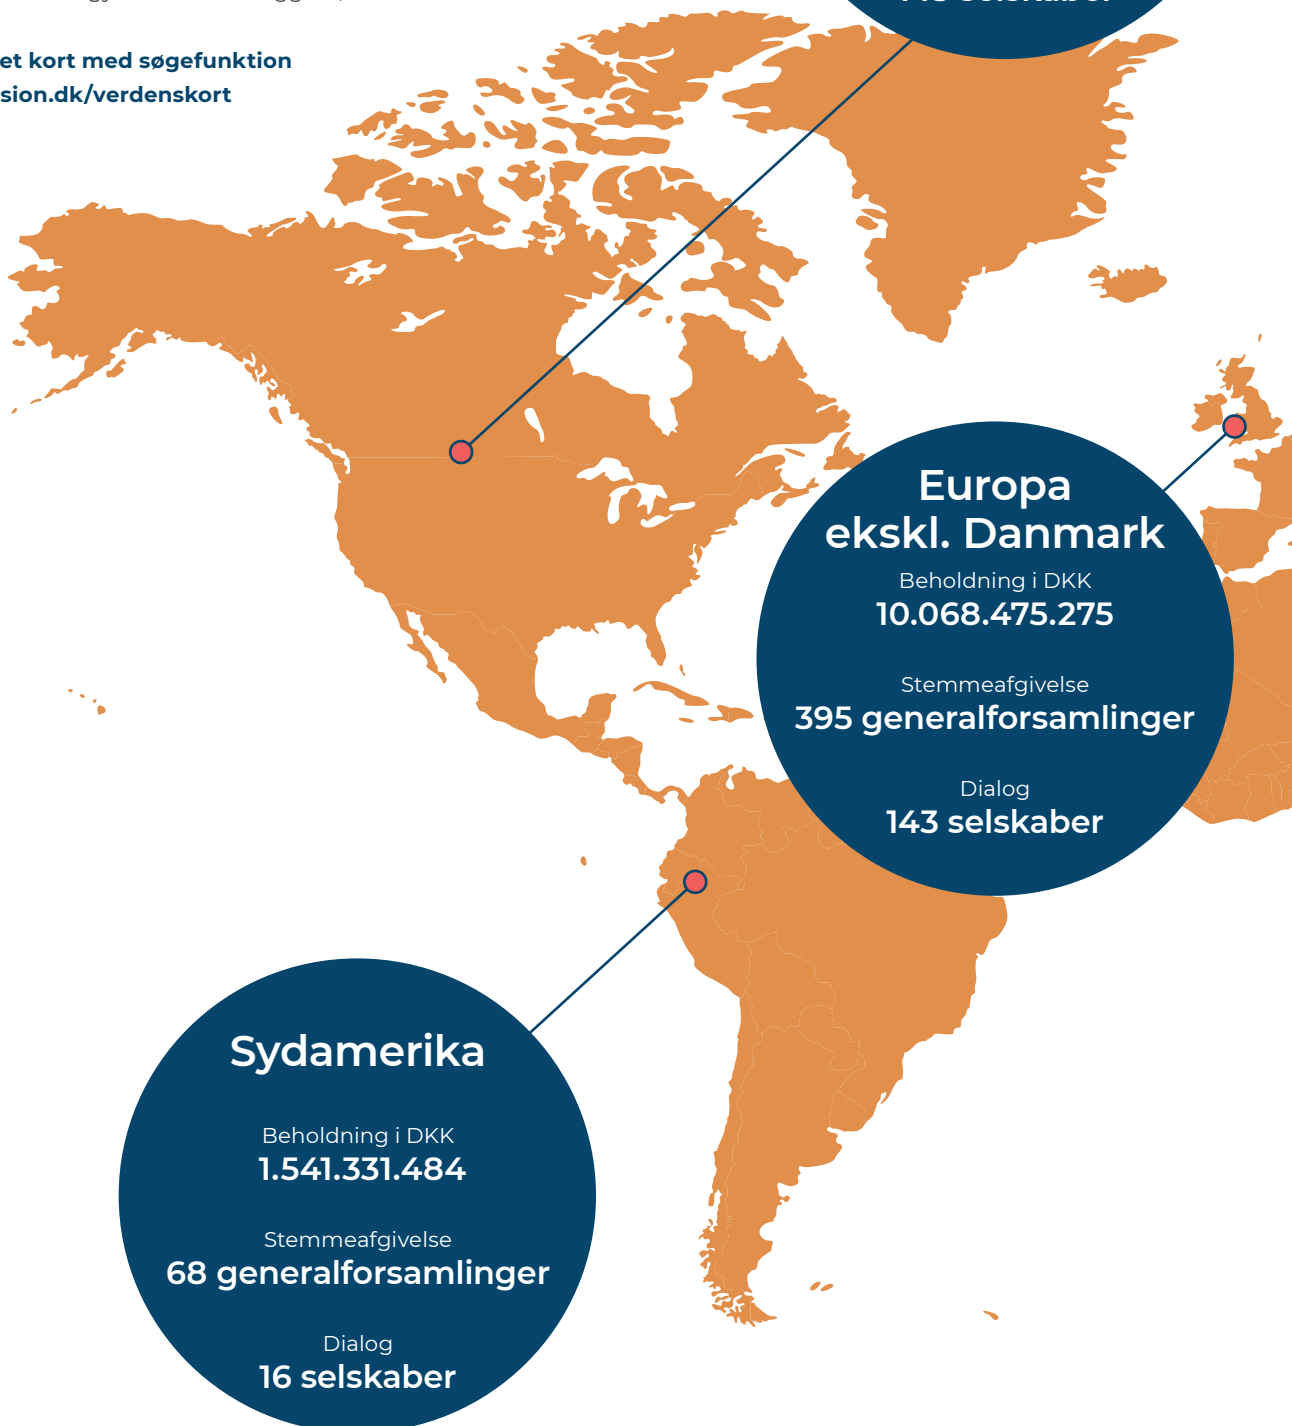 et kort med søgefunktion
sion.dk/verdenskort
selskaber
Europa
ekskl. Danmark
Beholdning i DKK
10.068.475.275
Stemmeafgivelse
395 generalforsamlinger
Dialog
143 selskaber
Sydamerika
Beholdning i DKK
1.541.331.484
Stemmeafgivelse
68 generalforsamlinger
Dialog
16 selskaber